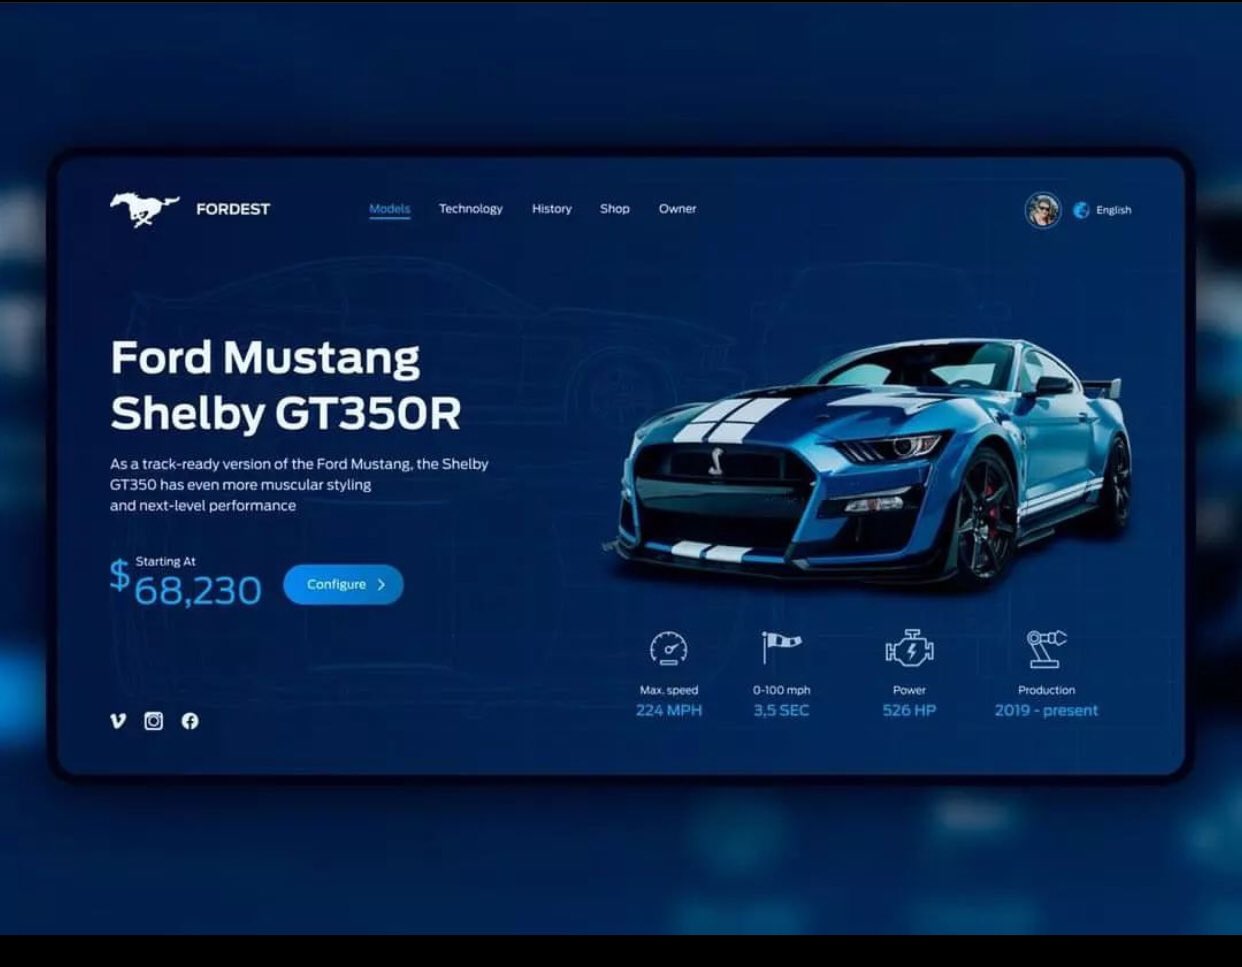 FORDEST
Models
Technology
History
Shop
Owner
English
Ford Mustang
Shelby GT350R
As a track-ready version of the Ford Mustang, the Shelby
GT350 has even more muscular styling
and next-level performance
Starting At
$68,230
Configure
Max. speed
224 MPH
0-100 mph
3,5 SEC
Power
526 HP
Production
2019 - present